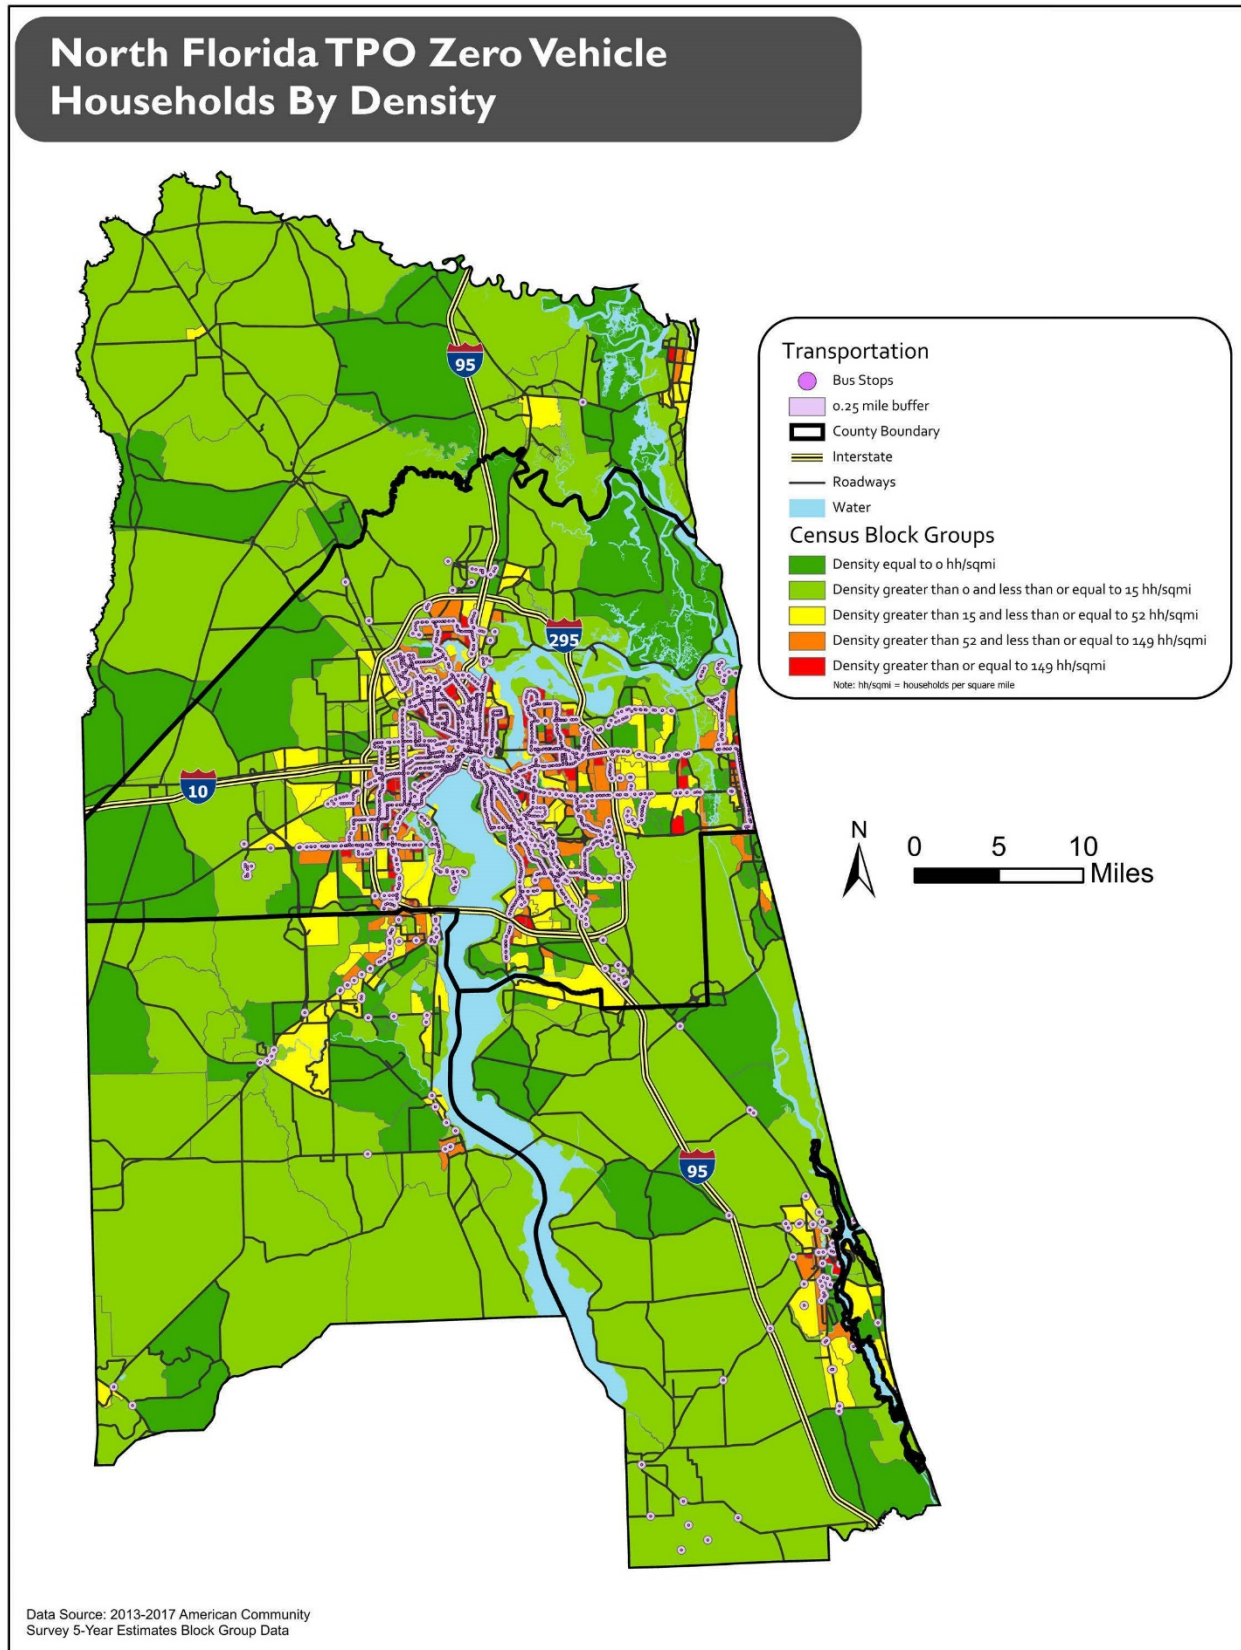 North Florida TPO Zero Vehicle
Households By Density
95
Transportation
Bus Stops
0.25 mile buffer
County Boundary
Interstate
Roadways
Water
Census Block Groups
Density equal to 0 hh/sqmi
Density greater than 0 and less than or equal to 15 hh/sqmi
Density greater than 15 and less than or equal to 52 hh/sqmi
Density greater than 52 and less than or equal to 149 hh/sqmi
Density greater than or equal to 149 hh/sqmi
Note: hh/sqmi = households per square mile
295
10
N
0 5 10
Miles
95
Data Source: 2013-2017 American Community
Survey 5-Year Estimates Block Group Data